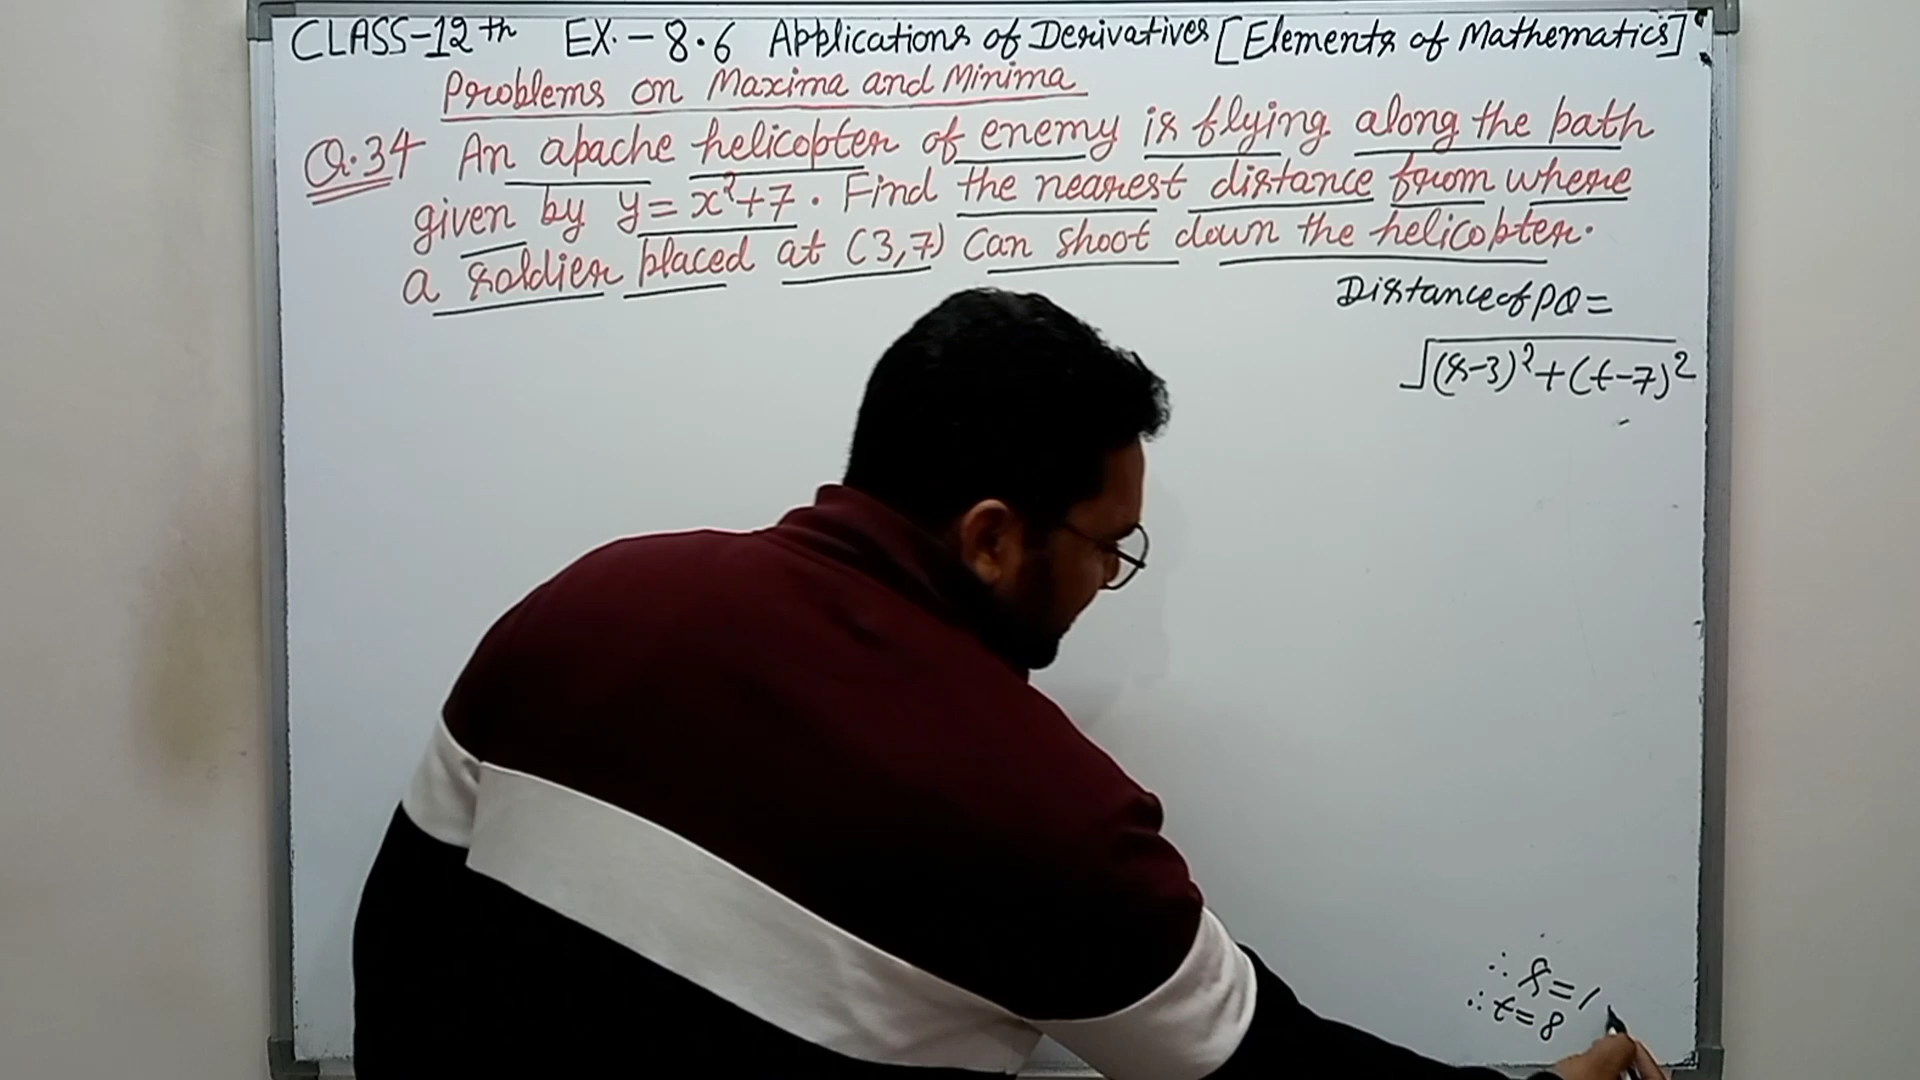 CLASS-12th EX.-8.6 Applications of Derivatives [Elements of Mathematics]
Problems on Maxima and Minima
Q.34 An apache helicopter of enemy is flying along the path
given by y=x²+7. Find the nearest distance from where
a soldier placed at (3,7) can shoot down the helicopter.
Distance of PQ=
√(s-3)²+(t-7)²
∴ s=1
∴ t=8